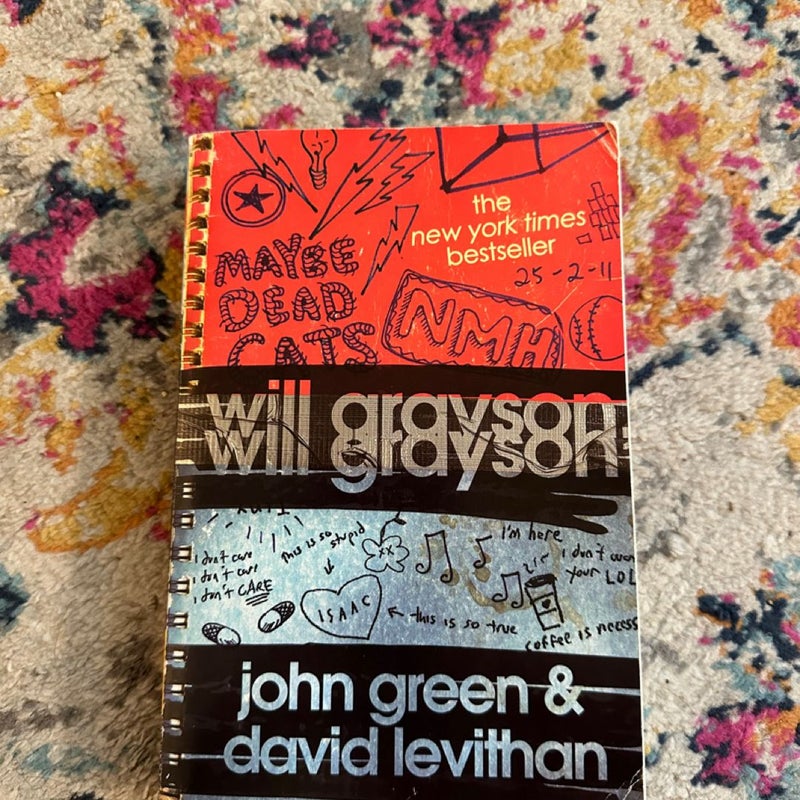 the
new york times
bestseller
25-2-11
MAYBE
DEAD
CATS
NMH
will grayson
will grayson
I'm here
I don't care
I don't care
I don't CARE
this is so
stupid
I don't
your LOL
ISAAC
← this is so true
coffee is necess
john green &
david levithan